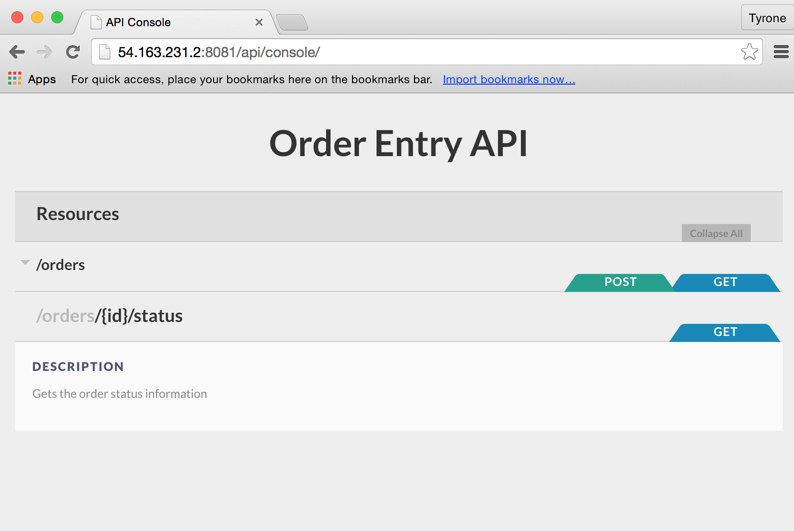 API Console
Tyrone
54.163.231.2:8081/api/console/
Apps For quick access, place your bookmarks here on the bookmarks bar. Import bookmarks now...
Order Entry API
Resources
Collapse All
/orders
POST GET
/orders/{id}/status
GET
DESCRIPTION
Gets the order status information